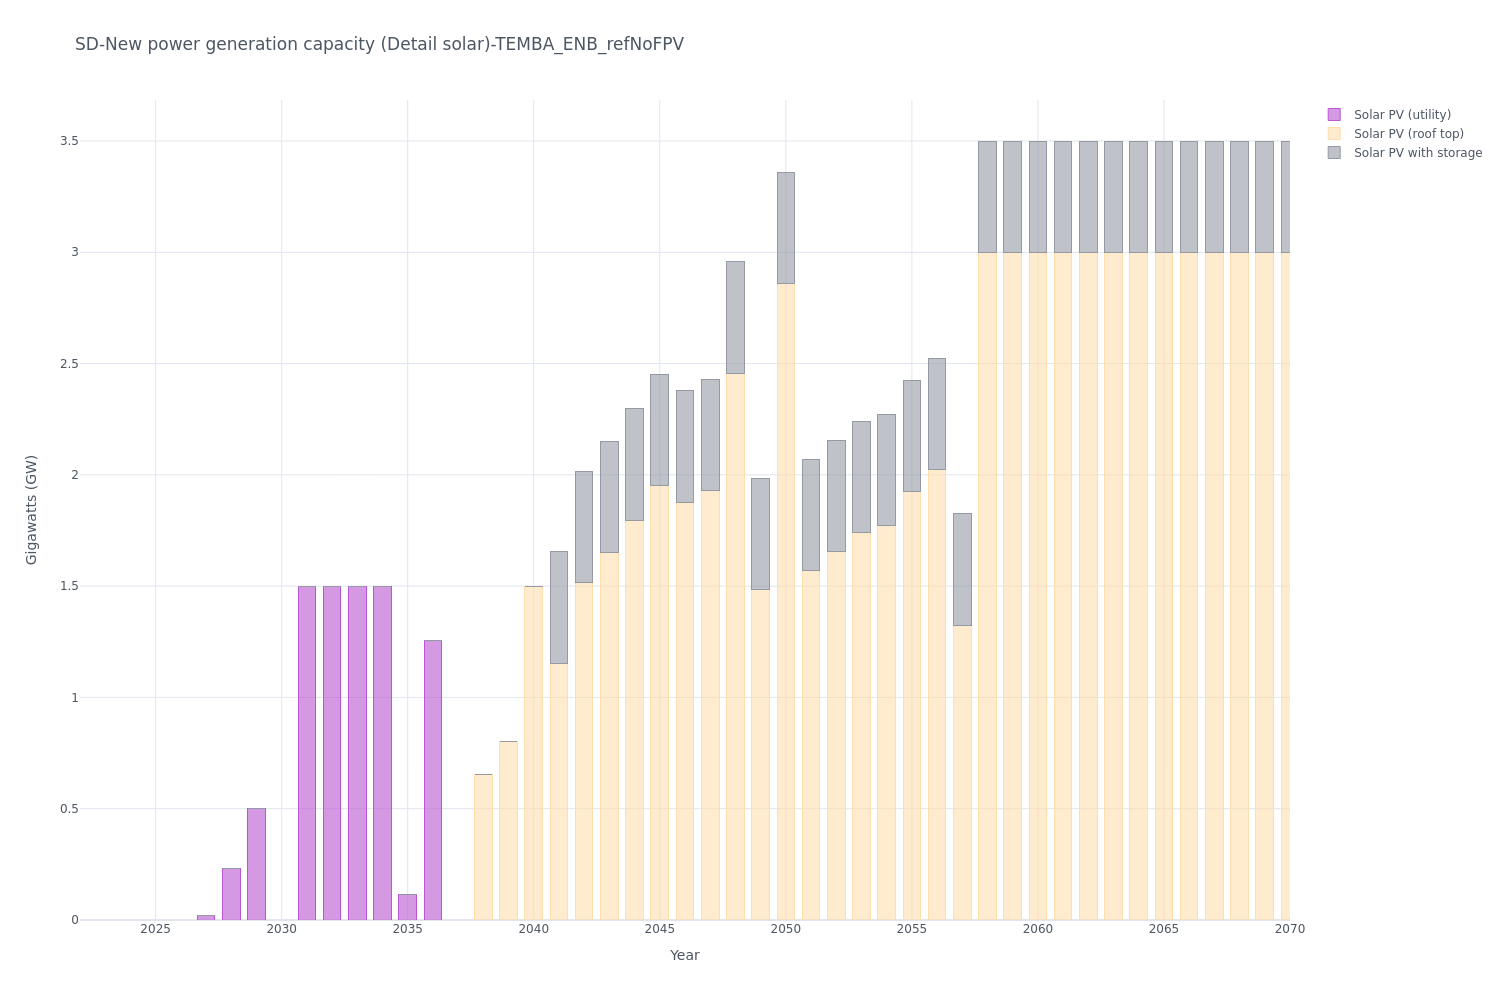 SD-New power generation capacity (Detail solar)-TEMBA_ENB_refNoFPV
Solar PV (utility)
Solar PV (roof top)
Solar PV with storage
Gigawatts (GW)
3.5
3
2.5
2
1.5
1
0.5
0
2025 2030 2035 2040 2045 2050 2055 2060 2065 2070
Year